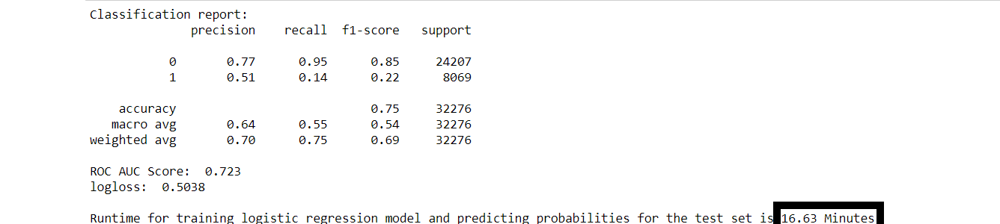 Classification report:
precision recall f1-score support
0 0.77 0.95 0.85 24207
1 0.51 0.14 0.22 8069
accuracy 0.75 32276
macro avg 0.64 0.55 0.54 32276
weighted avg 0.70 0.75 0.69 32276
ROC AUC Score: 0.723
logloss: 0.5038
Runtime for training logistic regression model and predicting probabilities for the test set is 16.63 Minutes